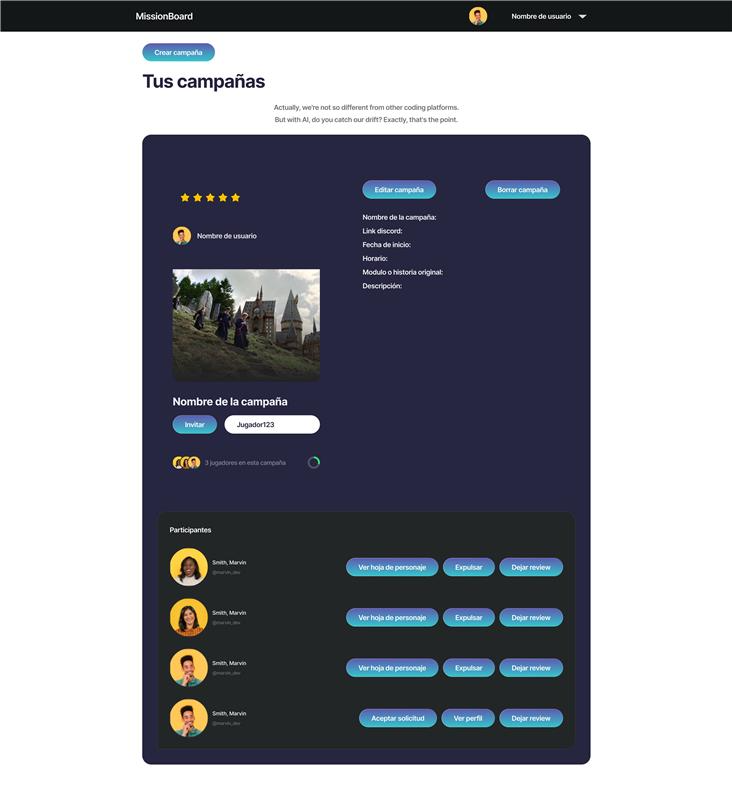 MissionBoard
Nombre de usuario
Crear campaña
Tus campañas
Actually, we're not so different from other coding platforms.
But with AI, do you catch our drift? Exactly, that's the point.
Editar campaña
Borrar campaña
Nombre de usuario
Nombre de la campaña:
Link discord:
Fecha de inicio:
Horario:
Modulo o historia original:
Descripción:
Nombre de la campaña
Invitar
Jugador123
3 jugadores en esta campaña
Participantes
Smith, Marvin
@marvin_dev
Ver hoja de personaje
Expulsar
Dejar review
Smith, Marvin
@marvin_dev
Ver hoja de personaje
Expulsar
Dejar review
Smith, Marvin
@marvin_dev
Ver hoja de personaje
Expulsar
Dejar review
Smith, Marvin
@marvin_dev
Aceptar solicitud
Ver perfil
Dejar review